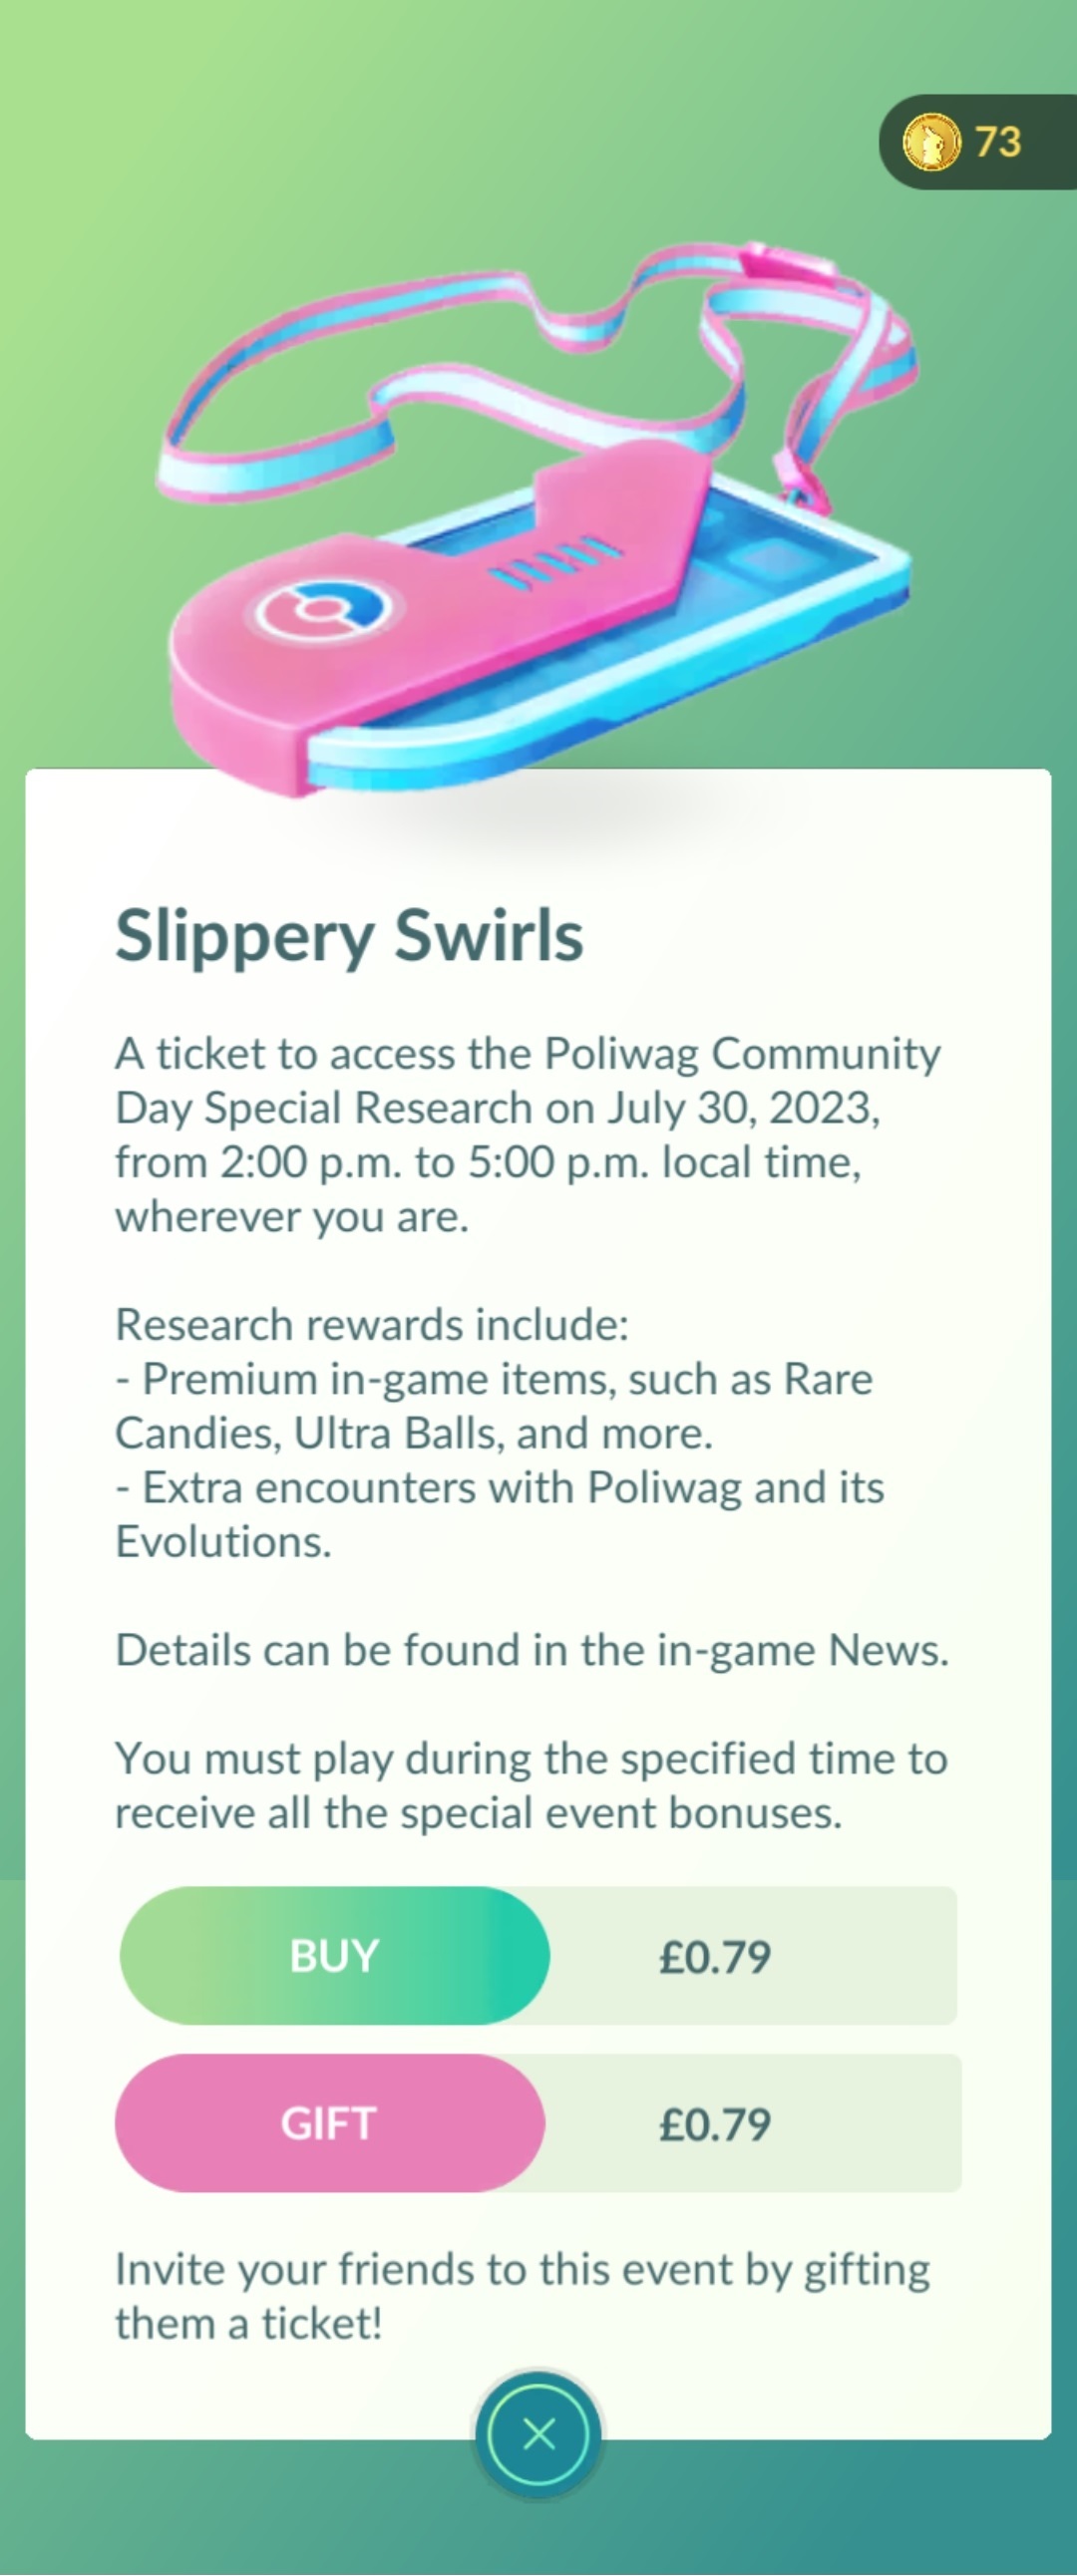 73
Slippery Swirls
A ticket to access the Poliwag Community
Day Special Research on July 30, 2023,
from 2:00 p.m. to 5:00 p.m. local time,
wherever you are.
Research rewards include:
- Premium in-game items, such as Rare
Candies, Ultra Balls, and more.
- Extra encounters with Poliwag and its
Evolutions.
Details can be found in the in-game News.
You must play during the specified time to
receive all the special event bonuses.
BUY £0.79
GIFT £0.79
Invite your friends to this event by gifting
them a ticket!